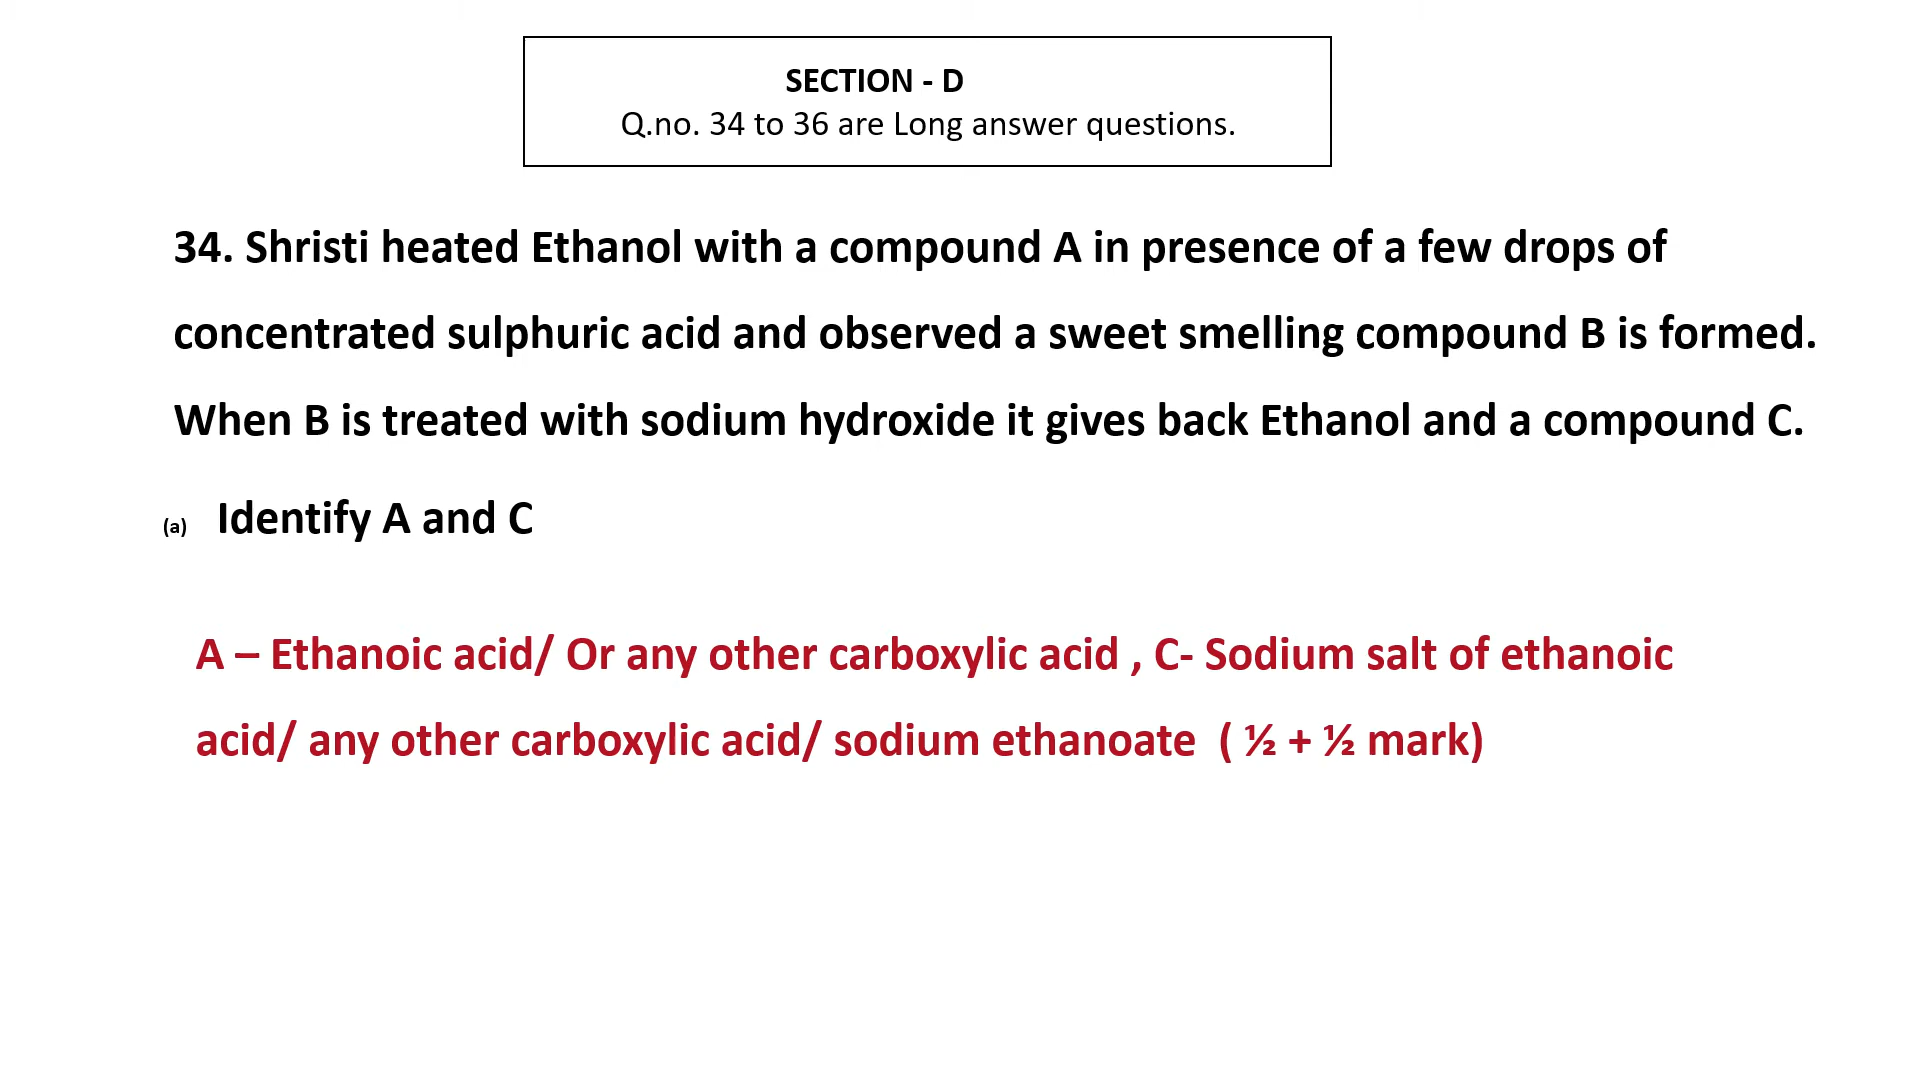 SECTION - D
Q.no. 34 to 36 are Long answer questions.
34. Shristi heated Ethanol with a compound A in presence of a few drops of
concentrated sulphuric acid and observed a sweet smelling compound B is formed.
When B is treated with sodium hydroxide it gives back Ethanol and a compound C.
(a) Identify A and C
A – Ethanoic acid/ Or any other carboxylic acid , C- Sodium salt of ethanoic
acid/ any other carboxylic acid/ sodium ethanoate ( ½ + ½ mark)